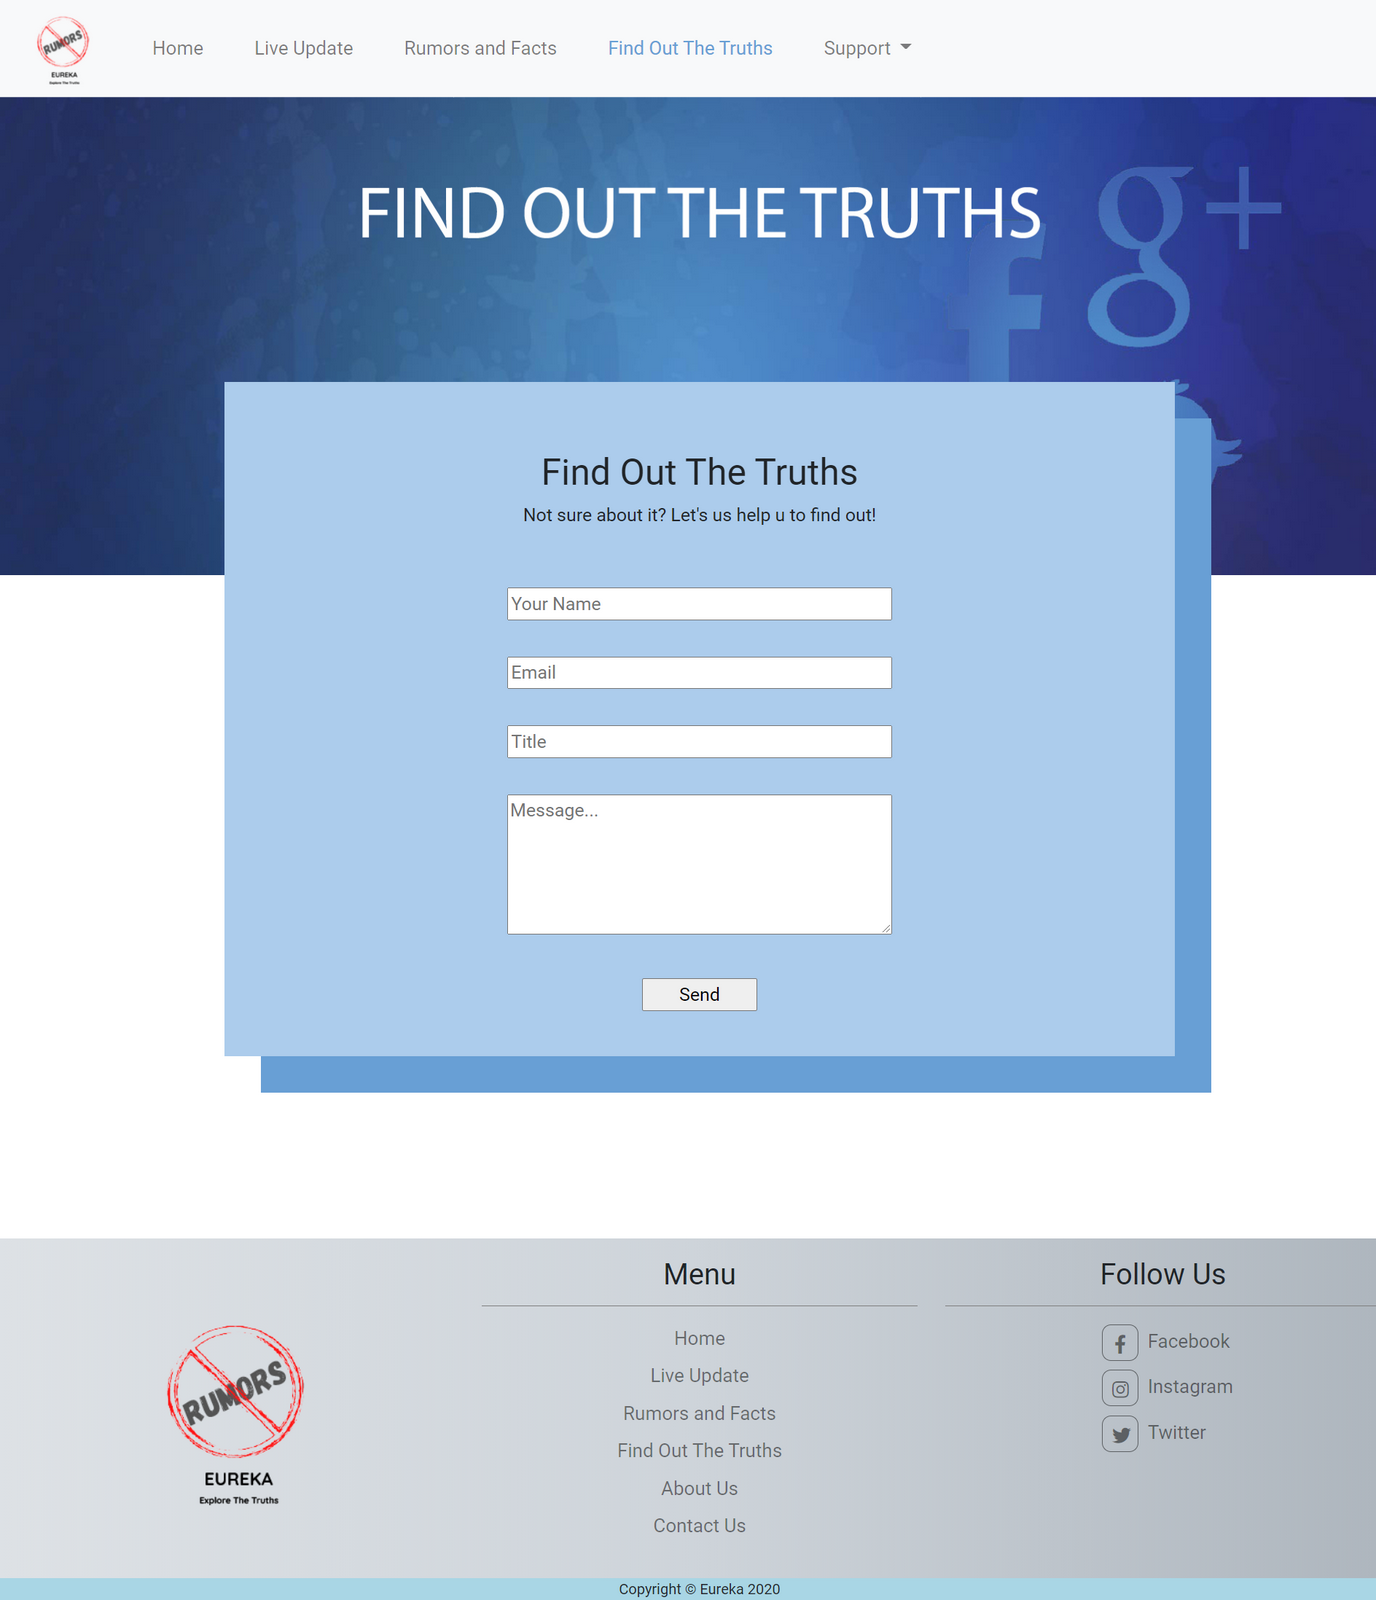 RUMORS
EUREKA
Explore The Truths
Home
Live Update
Rumors and Facts
Find Out The Truths
Support
FIND OUT THE TRUTHS
g+
f
Find Out The Truths
Not sure about it? Let's us help u to find out!
Your Name
Email
Title
Message...
Send
RUMORS
EUREKA
Explore The Truths
Menu
Home
Live Update
Rumors and Facts
Find Out The Truths
About Us
Contact Us
Follow Us
Facebook
Instagram
Twitter
Copyright © Eureka 2020